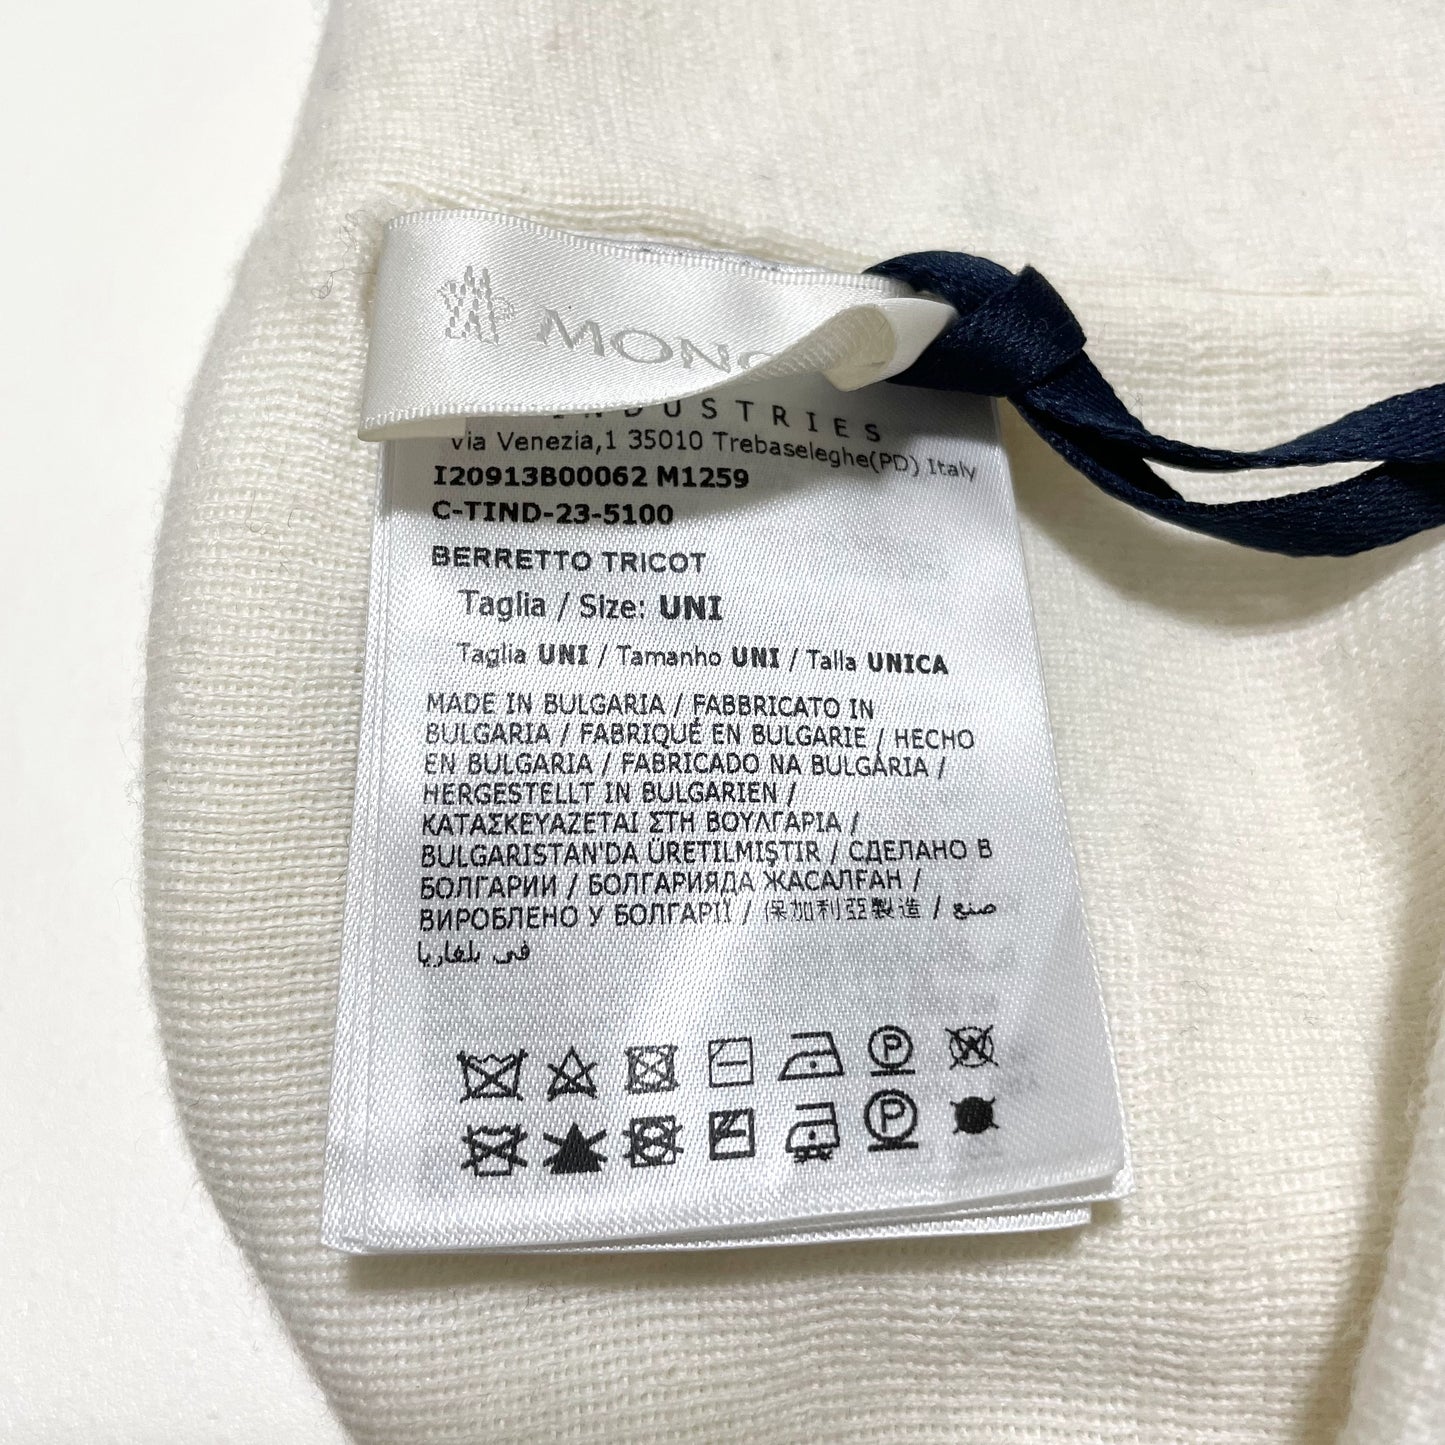 INDUSTRIES
via Venezia,1 35010 Trebaseleghe(PD) Italy
I20913B00062 M1259
C-TIND-23-5100
BERRETTO TRICOT
Taglia / Size: UNI
Taglia UNI / Tamanho UNI / Talla UNICA
MADE IN BULGARIA / FABBRICATO IN
BULGARIA / FABRIQUÉ EN BULGARIE / HECHO
EN BULGARIA / FABRICADO NA BULGÁRIA /
HERGESTELLT IN BULGARIEN /
ΚΑΤΑΣΚΕΥΑΖΕΤΑΙ ΣΤΗ ΒΟΥΛΓΑΡΙΑ /
BULGARISTAN'DA ÜRETILMIŞTIR / СДЕЛАНО В
БОЛГАРИИ / БОЛГАРИЯДА ЖАСАЛҒАН /
ВИРОБЛЕНО У БОЛГАРІЇ / 保加利亞製造 / صنع
في بلغاريا
P W
P